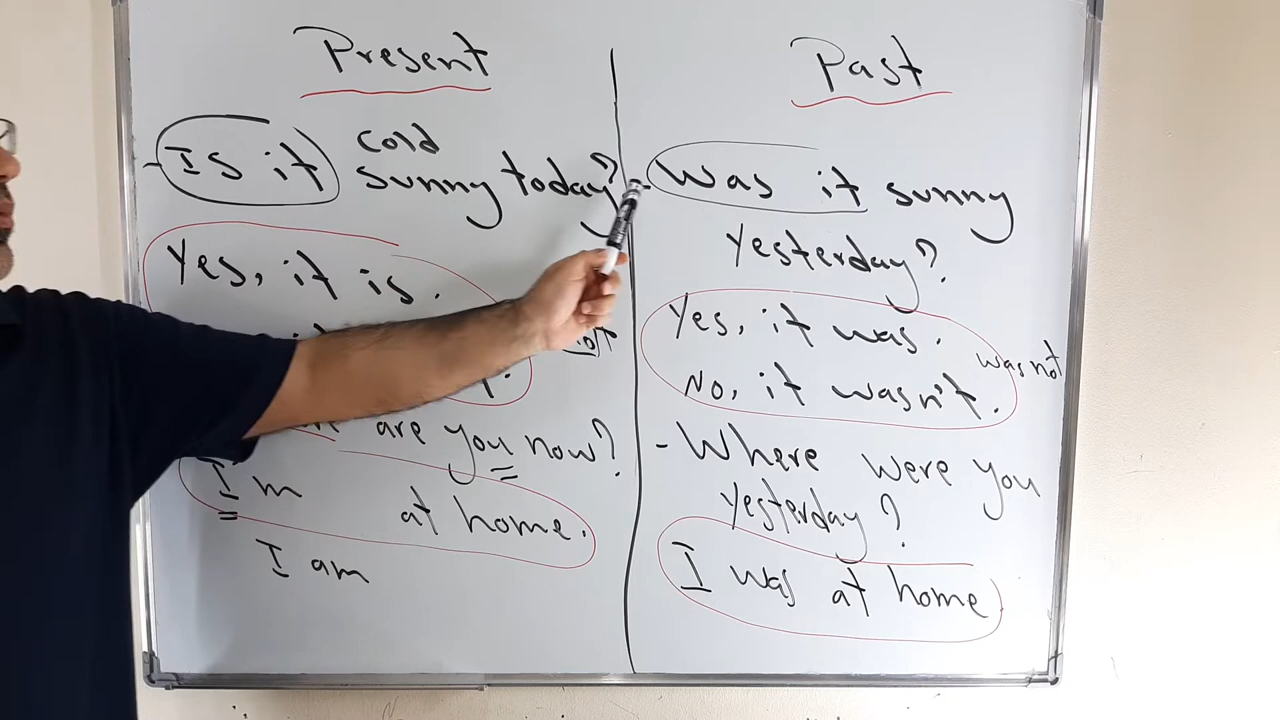 Present
- Is it cold
sunny today?
Yes, it is.
are you now?
I'm at home.
I am
Past
- Was it sunny
yesterday?
Yes, it was.
was not
No, it wasn't.
- Where were you
yesterday?
I was at home